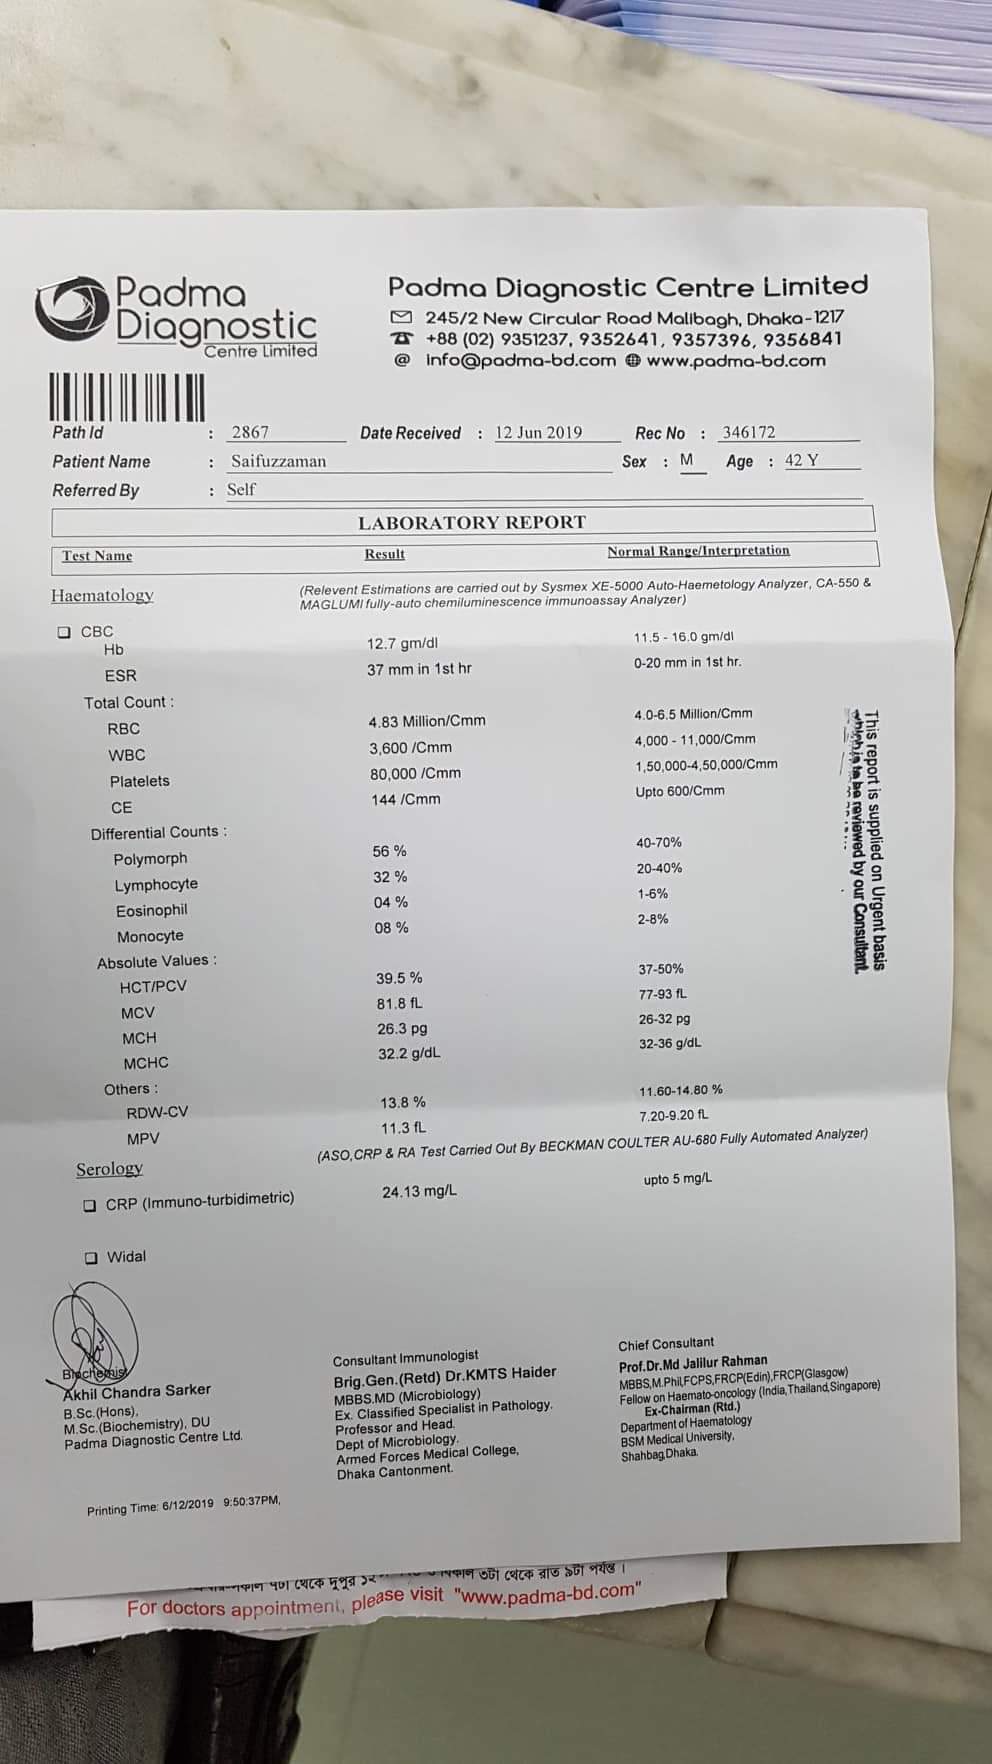 Padma
Diagnostic
Centre Limited
Padma Diagnostic Centre Limited
245/2 New Circular Road Malibagh, Dhaka-1217
+88 (02) 9351237, 9352641, 9357396, 9356841
@ info@padma-bd.com www.padma-bd.com
Path Id : 2867 Date Received : 12 Jun 2019 Rec No : 346172
Patient Name : Saifuzzaman Sex : M Age : 42 Y
Referred By : Self
LABORATORY REPORT
Test Name Result Normal Range/Interpretation
Haematology (Relevent Estimations are carried out by Sysmex XE-5000 Auto-Haemetology Analyzer, CA-550 &
MAGLUMI fully-auto chemiluminescence immunoassay Analyzer)
CBC
Hb 12.7 gm/dl 11.5 - 16.0 gm/dl
ESR 37 mm in 1st hr 0-20 mm in 1st hr.
Total Count :
RBC 4.83 Million/Cmm 4.0-6.5 Million/Cmm
WBC 3,600 /Cmm 4,000 - 11,000/Cmm
Platelets 80,000 /Cmm 1,50,000-4,50,000/Cmm
CE 144 /Cmm Upto 600/Cmm
Differential Counts :
Polymorph 56 % 40-70%
Lymphocyte 32 % 20-40%
Eosinophil 04 % 1-6%
Monocyte 08 % 2-8%
Absolute Values :
HCT/PCV 39.5 % 37-50%
MCV 81.8 fL 77-93 fL
MCH 26.3 pg 26-32 pg
MCHC 32.2 g/dL 32-36 g/dL
Others :
RDW-CV 13.8 % 11.60-14.80 %
MPV 11.3 fL 7.20-9.20 fL
Serology (ASO,CRP & RA Test Carried Out By BECKMAN COULTER AU-680 Fully Automated Analyzer)
CRP (Immuno-turbidimetric) 24.13 mg/L upto 5 mg/L
Widal
This report is supplied on Urgent basis
which is to be reviewed by our Consultant.
Biochemist
Akhil Chandra Sarker
B.Sc.(Hons),
M.Sc.(Biochemistry), DU
Padma Diagnostic Centre Ltd.
Consultant Immunologist
Brig.Gen.(Retd) Dr.KMTS Haider
MBBS.MD (Microbiology)
Ex. Classified Specialist in Pathology.
Professor and Head.
Dept of Microbiology.
Armed Forces Medical College,
Dhaka Cantonment.
Chief Consultant
Prof.Dr.Md Jalilur Rahman
MBBS,M.Phil,FCPS,FRCP(Edin),FRCP(Glasgow)
Fellow on Haemato-oncology (India,Thailand,Singapore)
Ex-Chairman (Rtd.)
Department of Haematology
BSM Medical University,
Shahbag,Dhaka.
Printing Time: 6/12/2019 9:50:37PM,
৭টা থেকে দুপুর ৩টা থেকে রাত ৯টা পর্যন্ত ।
For doctors appointment, please visit "www.padma-bd.com"